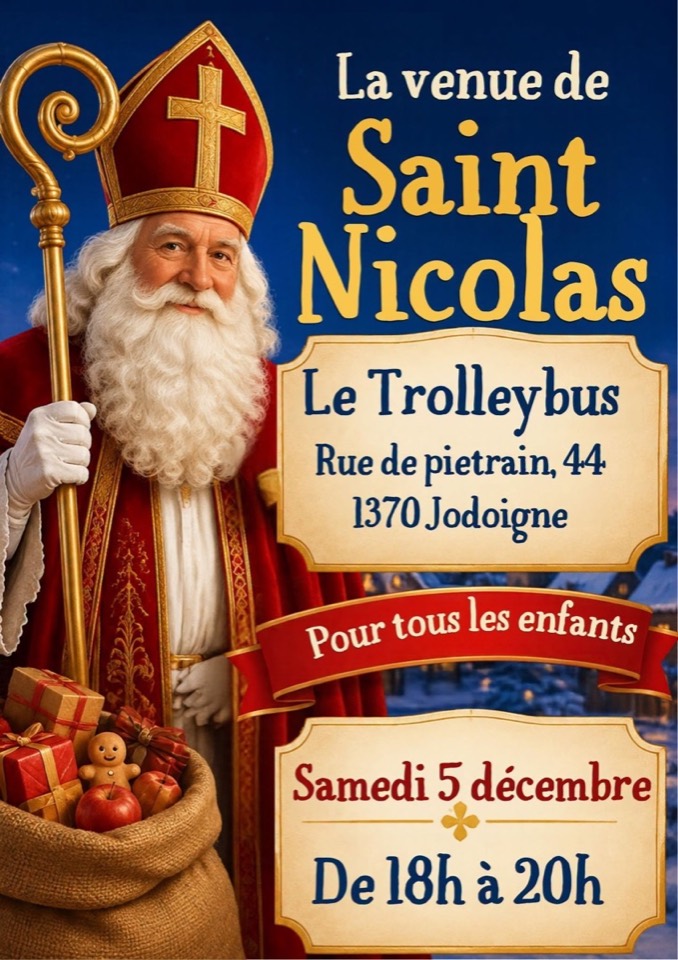 La venue de
Saint
Nicolas
Le Trolleybus
Rue de pietrain, 44
1370 Jodoigne
Pour tous les enfants
Samedi 5 décembre
De 18h à 20h